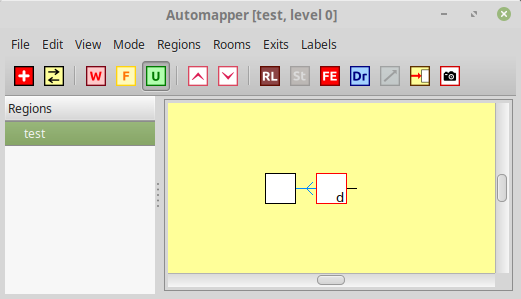 Automapper [test, level 0]
File Edit View Mode Regions Rooms Exits Labels
W F U RL St FE Dr
Regions
test
d